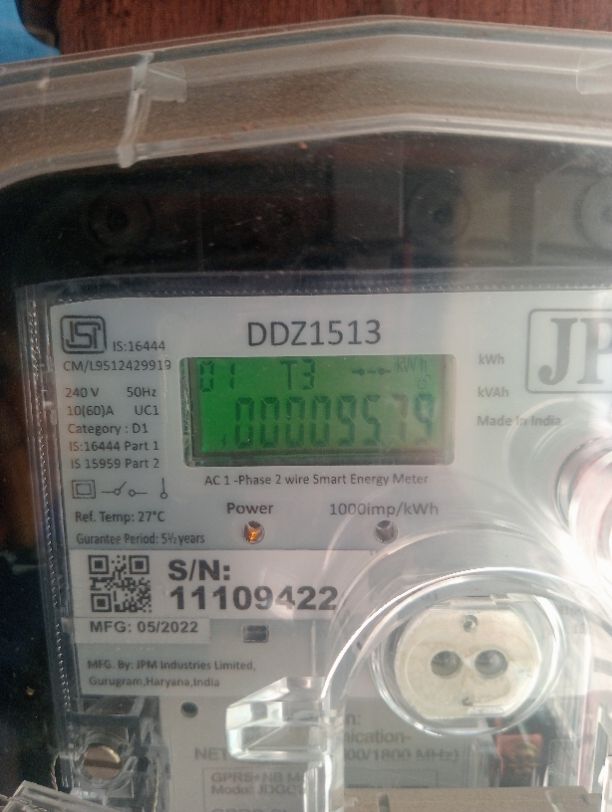 ISI
IS:16444
CM/L9512429919
DDZ1513
240 V 50Hz
10(60)A UC1
Category : D1
IS:16444 Part 1
IS 15959 Part 2
01 T3 kWh
kWh
kVAh
Made In India
JP
AC 1 -Phase 2 wire Smart Energy Meter
Ref. Temp: 27°C
Gurantee Period: 5½ years
Power 1000imp/kWh
S/N:
11109422
MFG: 05/2022
MFG. By: JPM Industries Limited,
Gurugram,Haryana,India